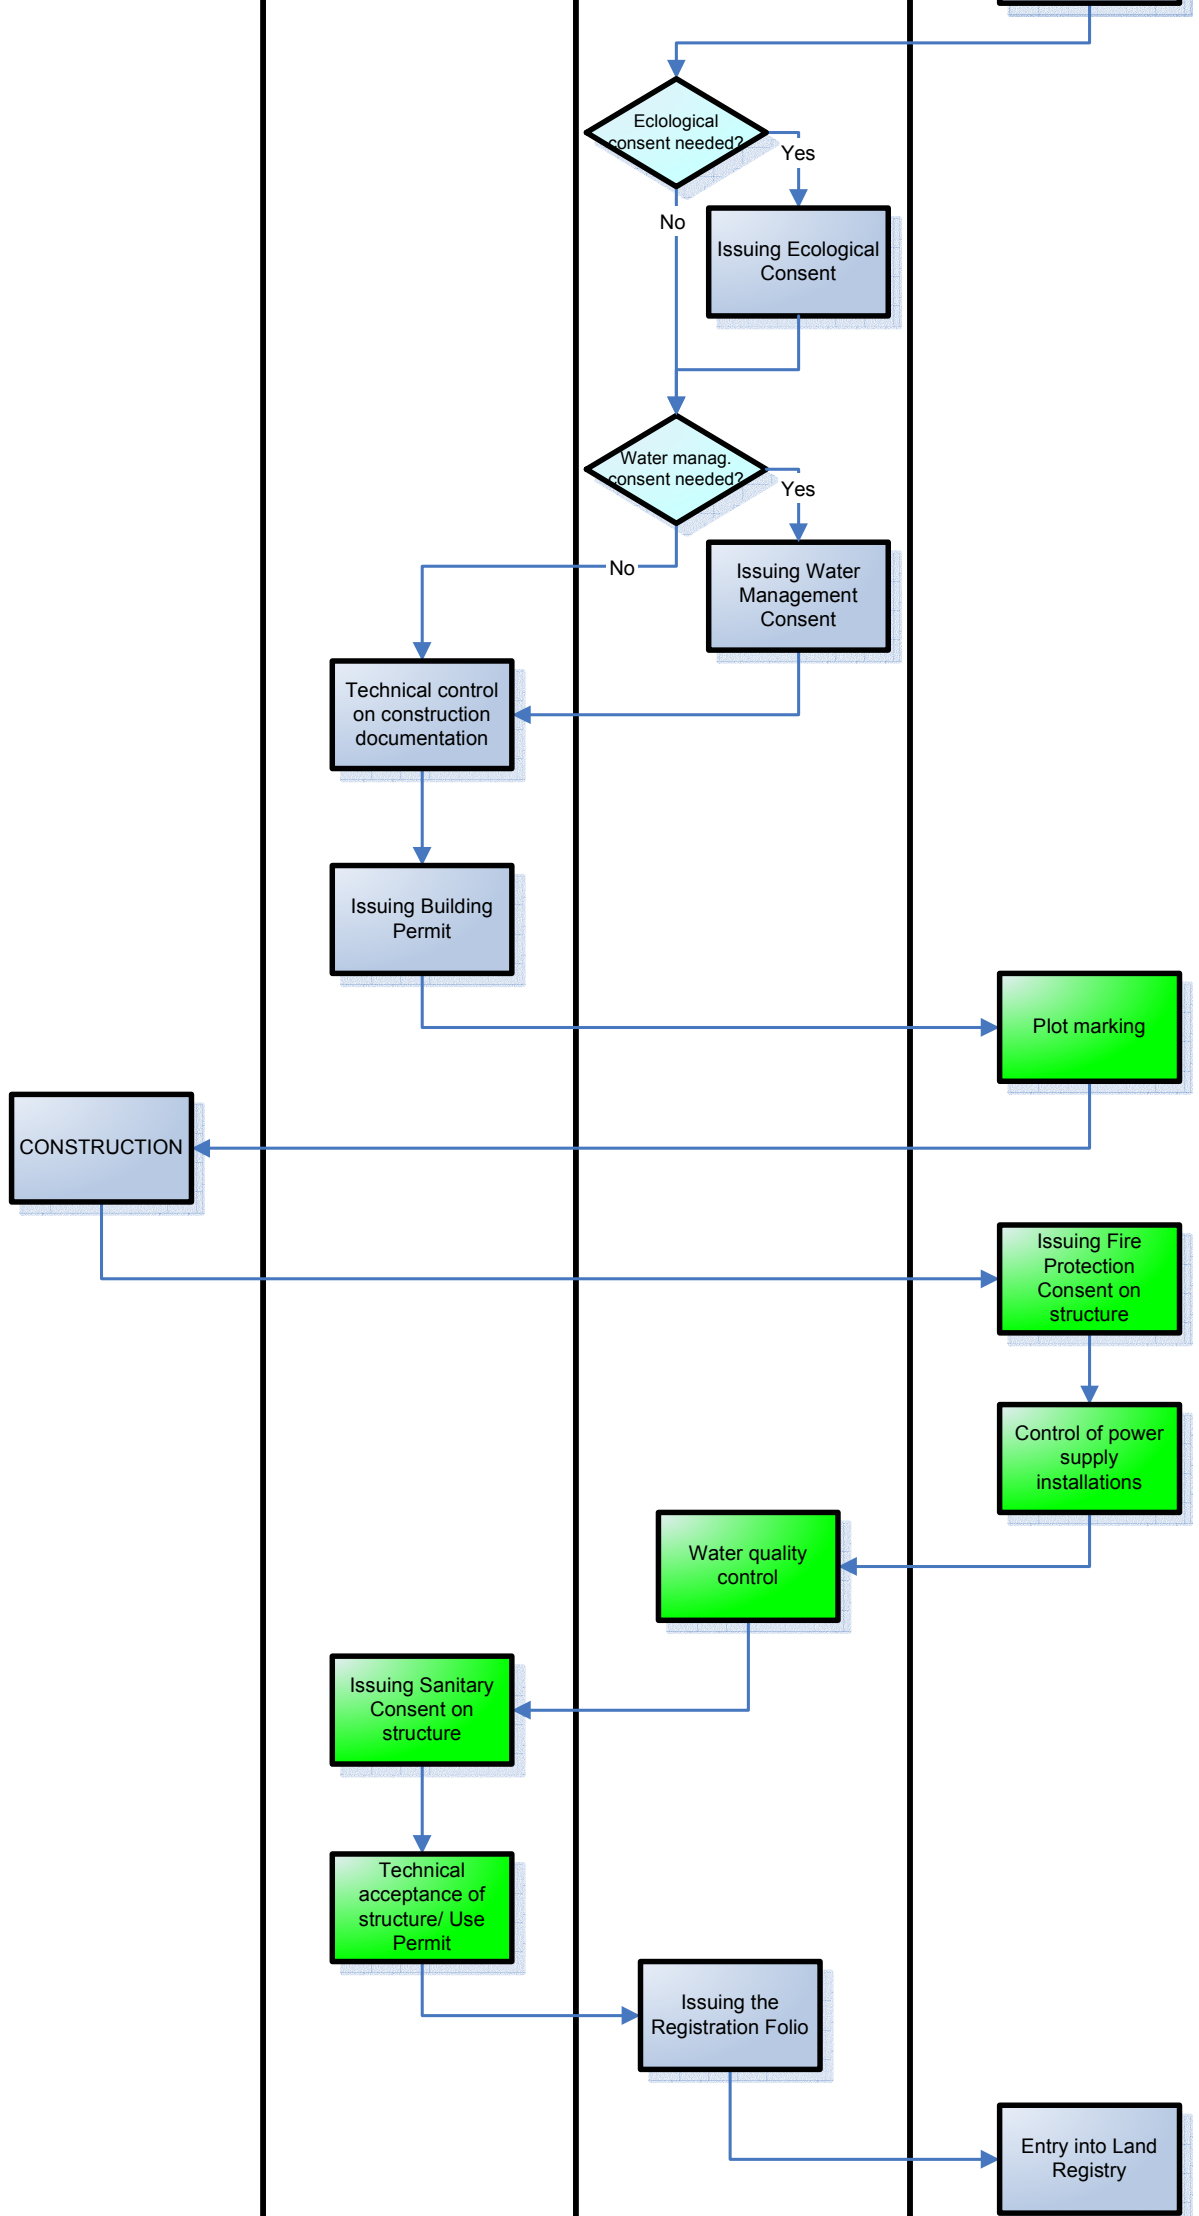 Eclological
consent needed?
Yes
No
Issuing Ecological
Consent
Water manag.
consent needed?
Yes
No
Issuing Water
Management
Consent
Technical control
on construction
documentation
Issuing Building
Permit
Plot marking
CONSTRUCTION
Issuing Fire
Protection
Consent on
structure
Control of power
supply
installations
Water quality
control
Issuing Sanitary
Consent on
structure
Technical
acceptance of
structure/ Use
Permit
Issuing the
Registration Folio
Entry into Land
Registry